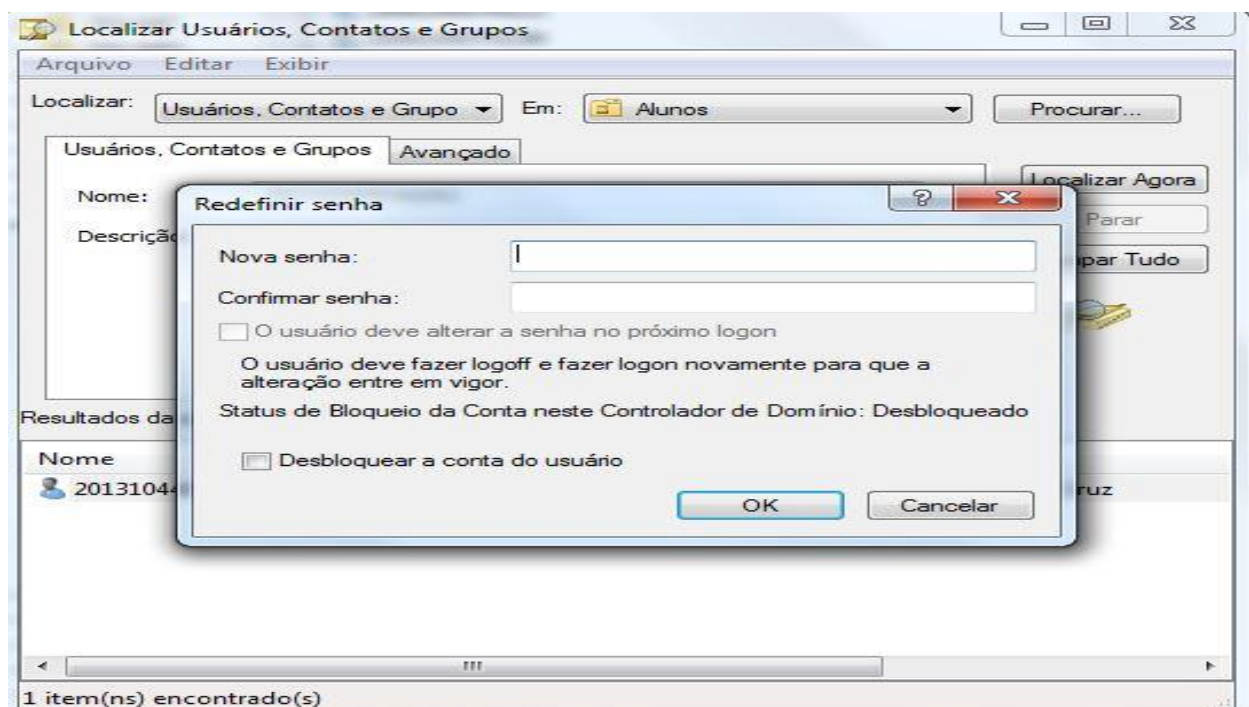 Localizar Usuários, Contatos e Grupos
Arquivo Editar Exibir
Localizar: Usuários, Contatos e Grupo Em: Alunos Procurar...
Usuários, Contatos e Grupos Avançado
Localizar Agora
Nome:
Parar
Descrição
Tudo
Redefinir senha
Nova senha:
Confirmar senha:
O usuário deve alterar a senha no próximo logon
O usuário deve fazer logoff e fazer logon novamente para que a
alteração entre em vigor.
Status de Bloqueio da Conta neste Controlador de Domínio: Desbloqueado
Desbloquear a conta do usuário
OK Cancelar
Resultados da
Nome
1 item(ns) encontrado(s)